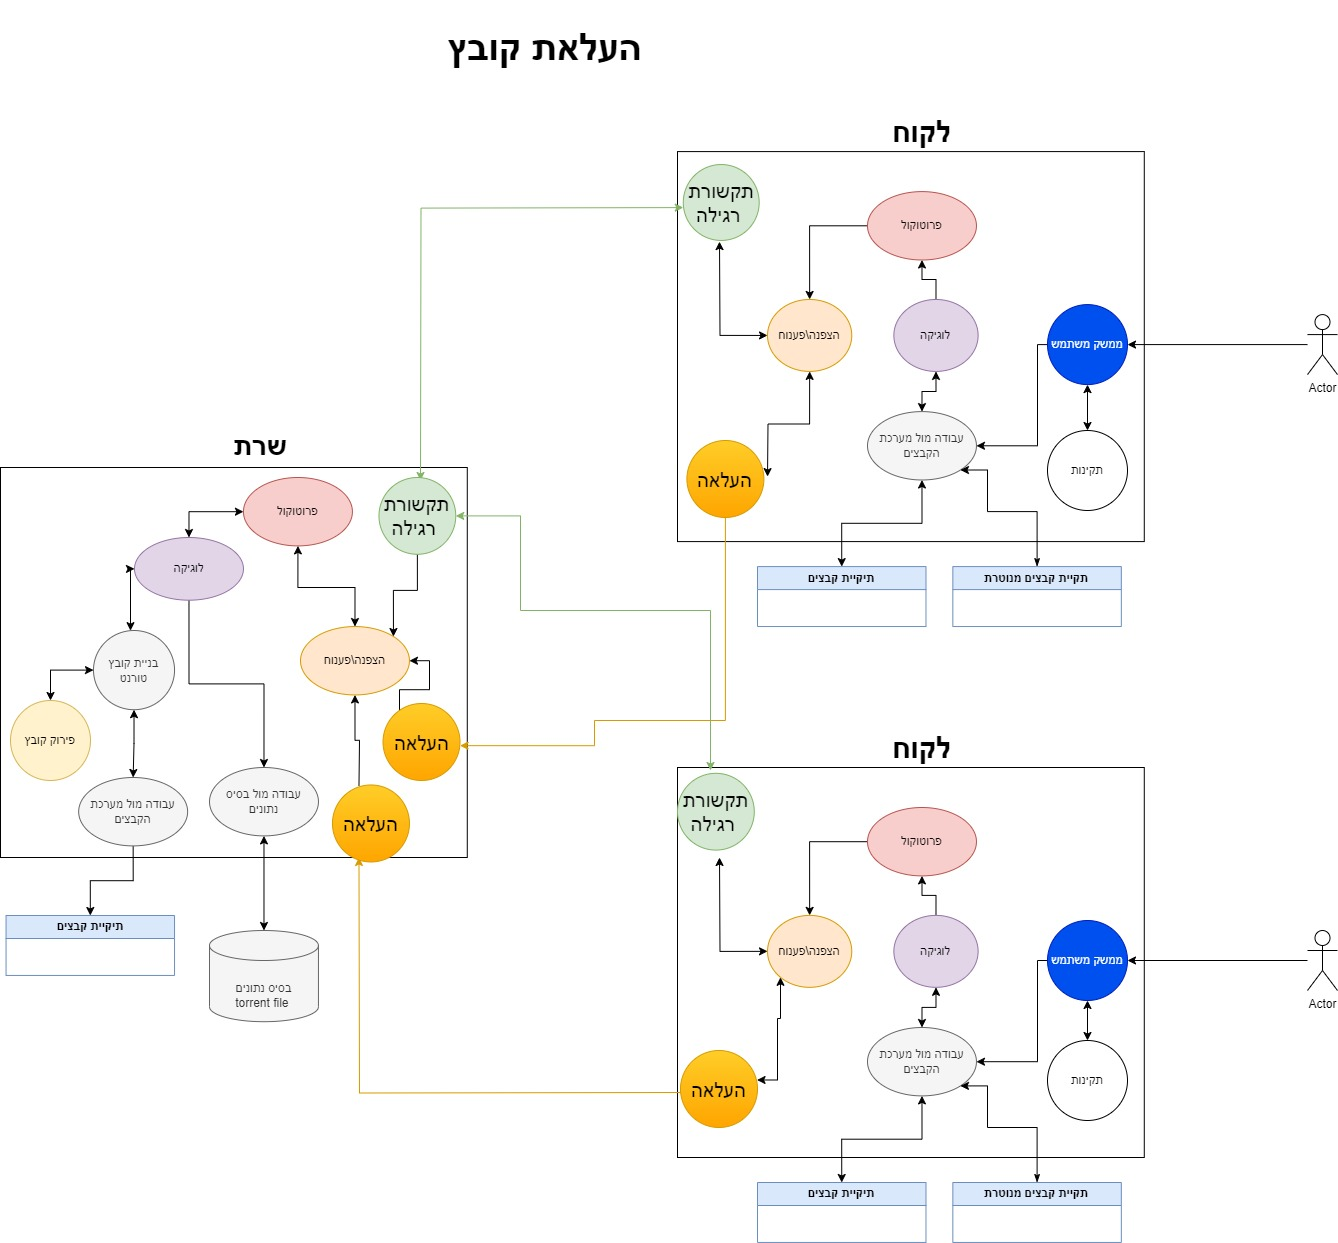 העלאת קובץ
לקוח
תקשורת
רגילה
פרוטוקול
הצפנה\פענוח
לוגיקה
ממשק משתמש
Actor
עבודה מול מערכת
הקבצים
תקינות
העלאה
תיקיית קבצים
תקיית קבצים מנוטרת
שרת
פרוטוקול
תקשורת
רגילה
לוגיקה
בניית קובץ
טורנט
הצפנה\פענוח
פירוק קובץ
העלאה
עבודה מול מערכת
הקבצים
עבודה מול בסיס
נתונים
העלאה
תיקיית קבצים
בסיס נתונים
torrent file
לקוח
תקשורת
רגילה
פרוטוקול
הצפנה\פענוח
לוגיקה
ממשק משתמש
Actor
עבודה מול מערכת
הקבצים
תקינות
העלאה
תיקיית קבצים
תקיית קבצים מנוטרת